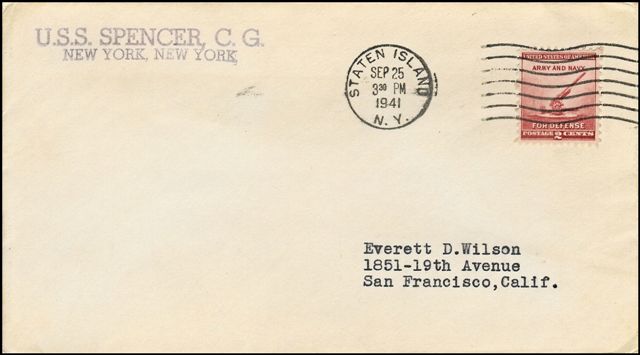 U.S.S. SPENCER, C. G.
NEW YORK, NEW YORK
STATEN ISLAND
SEP 25
3 30 PM
1941
N. Y.
UNITED STATES OF AMERICA
ARMY AND NAVY
FOR DEFENSE
POSTAGE 2 CENTS
Everett D.Wilson
1851-19th Avenue
San Francisco,Calif.